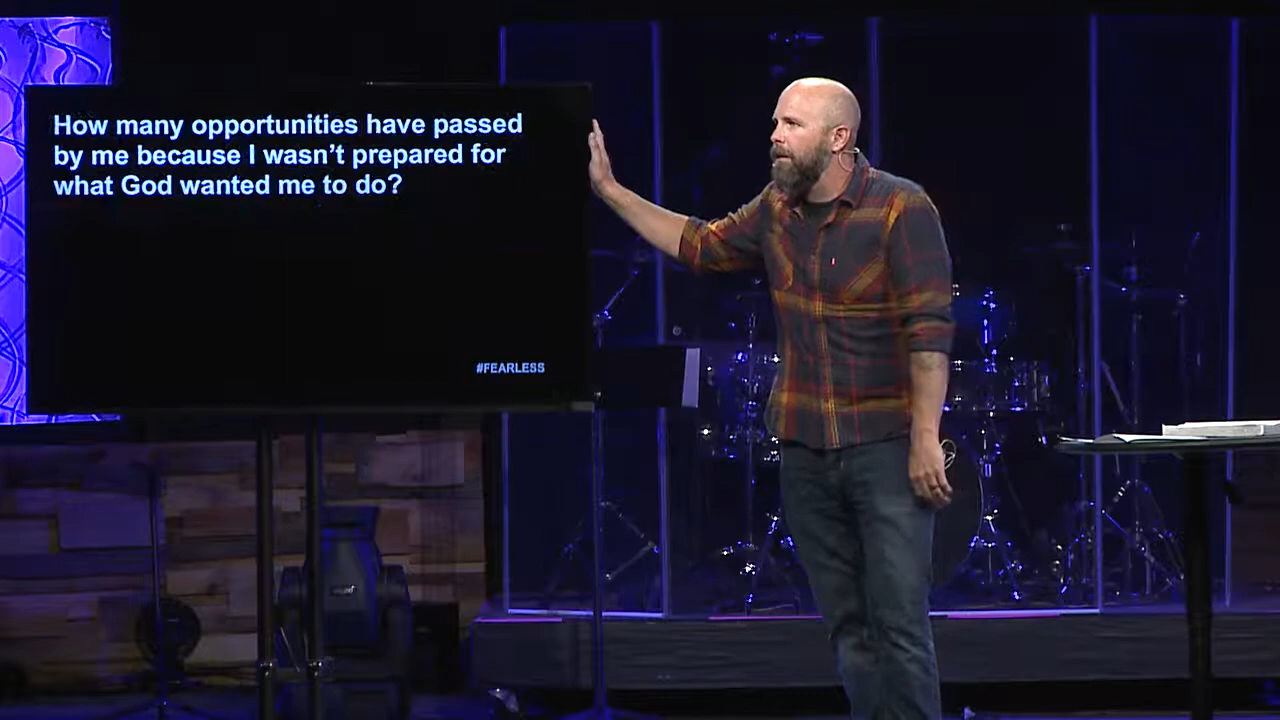 How many opportunities have passed
by me because I wasn’t prepared for
what God wanted me to do?
#FEARLESS